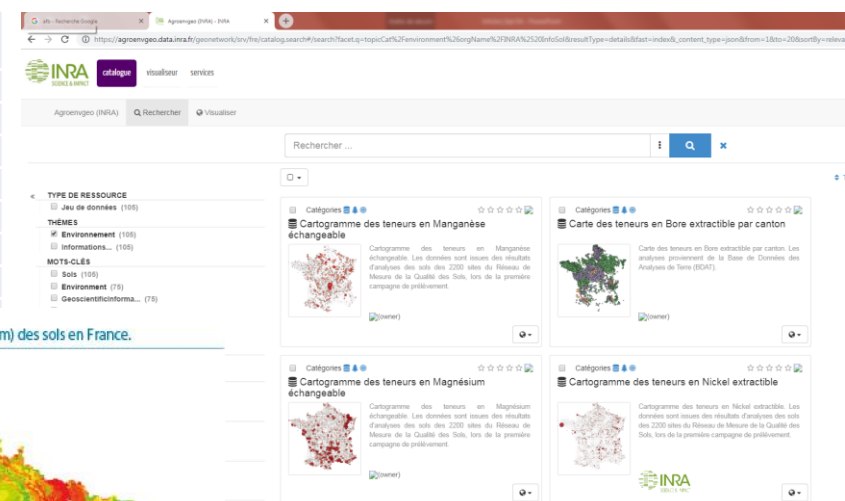 afs - Recherche Google
Agroenvgeo (INRA) - INRA
https://agroenvgeo.data.inra.fr/geonetwork/srv/fre/catalog.search#/search?facet.q=topicCat%2Fenvironment%26orgName%2FINRA%2520InfoSol&resultType=details&fast=index&_content_type=json&from=1&to=20&sortBy=releva
INRA
SCIENCE & IMPACT
catalogue
visualiseur
services
Agroenvgeo (INRA)
Rechercher
Visualiser
Rechercher ...
TYPE DE RESSOURCE
Jeu de données (105)
THÈMES
Environnement (105)
Informations... (105)
MOTS-CLÉS
Sols (105)
Environment (76)
Geoscientificinforma... (75)
m) des sols en France.
Catégories
Cartogramme des teneurs en Manganèse
échangeable
Cartogramme des teneurs en Manganèse
échangeable. Les données sont issues des résultats
d'analyses des sols des 2200 sites du Réseau de
Mesure de la Qualité des Sols, lors de la première
campagne de prélèvement.
(owner)
Catégories
Carte des teneurs en Bore extractible par canton
Carte des teneurs en Bore extractible par canton. Les
analyses proviennent de la Base de Données des
Analyses de Terre (BDAT).
(owner)
Catégories
Cartogramme des teneurs en Magnésium
échangeable
Cartogramme des teneurs en Magnésium
échangeable. Les données sont issues des résultats
d'analyses des sols des 2200 sites du Réseau de
Mesure de la Qualité des Sols, lors de la première
campagne de prélèvement.
(owner)
Catégories
Cartogramme des teneurs en Nickel extractible
Cartogramme des teneurs en Nickel extractible. Les
données sont issues des résultats d'analyses des sols
des 2200 sites du Réseau de Mesure de la Qualité des
Sols, lors de la première campagne de prélèvement.
INRA